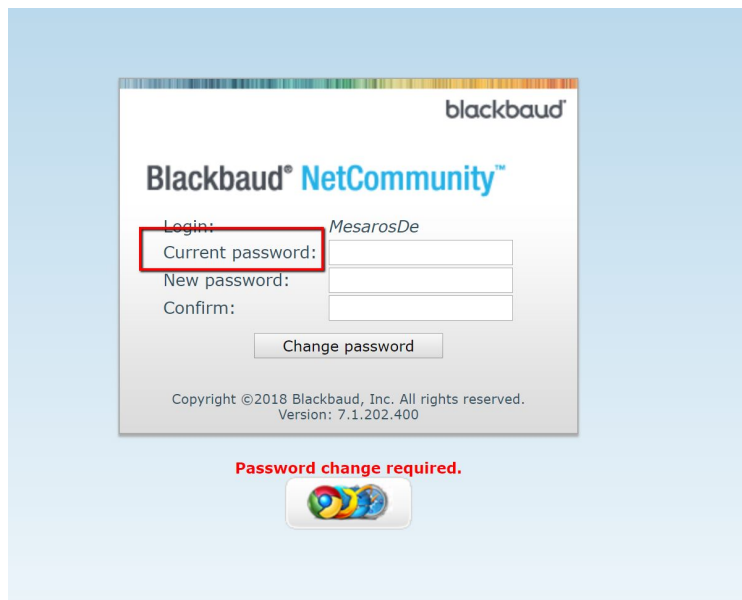 blackbaud
Blackbaud® NetCommunity™
Login: MesarosDe
Current password:
New password:
Confirm:
Change password
Copyright ©2018 Blackbaud, Inc. All rights reserved.
Version: 7.1.202.400
Password change required.